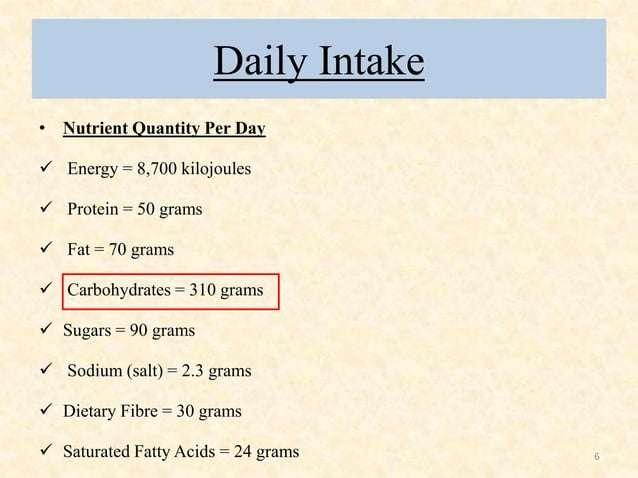 Daily Intake
• Nutrient Quantity Per Day
✓ Energy = 8,700 kilojoules
✓ Protein = 50 grams
✓ Fat = 70 grams
✓ Carbohydrates = 310 grams
✓ Sugars = 90 grams
✓ Sodium (salt) = 2.3 grams
✓ Dietary Fibre = 30 grams
✓ Saturated Fatty Acids = 24 grams
6